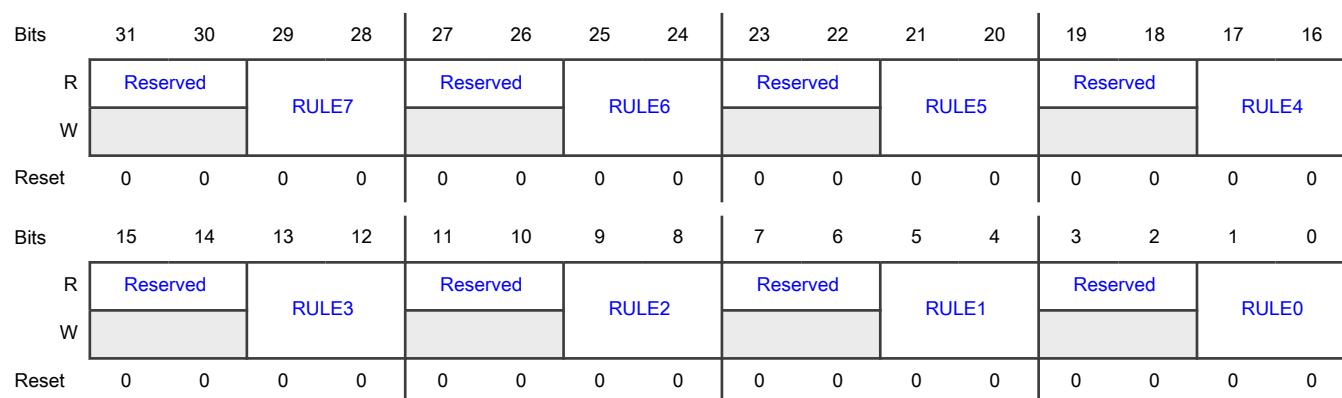 Bits 31 30 29 28 27 26 25 24 23 22 21 20 19 18 17 16
R Reserved RULE7 Reserved RULE6 Reserved RULE5 Reserved RULE4
W
Reset 0 0 0 0 0 0 0 0 0 0 0 0 0 0 0 0
Bits 15 14 13 12 11 10 9 8 7 6 5 4 3 2 1 0
R Reserved RULE3 Reserved RULE2 Reserved RULE1 Reserved RULE0
W
Reset 0 0 0 0 0 0 0 0 0 0 0 0 0 0 0 0